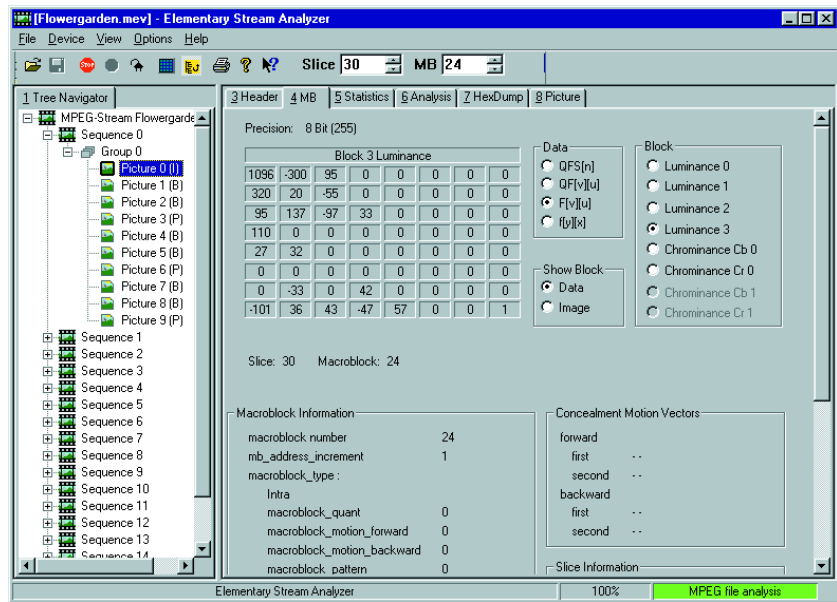 [Flowergarden.mev] - Elementary Stream Analyzer
File Device View Options Help
STOP Slice 30 MB 24
1 Tree Navigator
MPEG-Stream Flowergarde
Sequence 0
Group 0
Picture 0 (I)
Picture 1 (B)
Picture 2 (B)
Picture 3 (P)
Picture 4 (B)
Picture 5 (B)
Picture 6 (P)
Picture 7 (B)
Picture 8 (B)
Picture 9 (P)
Sequence 1
Sequence 2
Sequence 3
Sequence 4
Sequence 5
Sequence 6
Sequence 7
Sequence 8
Sequence 9
Sequence 10
Sequence 11
Sequence 12
Sequence 13
Sequence 14
3 Header 4 MB 5 Statistics 6 Analysis 7 HexDump 8 Picture
Precision: 8 Bit (255)
Block 3 Luminance
1096 -300 95 0 0 0 0 0
320 20 -55 0 0 0 0 0
95 137 -97 33 0 0 0 0
110 0 0 0 0 0 0 0
27 32 0 0 0 0 0 0
0 0 0 0 0 0 0 0
0 -33 0 42 0 0 0 0
-101 36 43 -47 57 0 0 1
Data
QFS[n]
QF[v][u]
F[v][u]
f[y][x]
Show Block
Data
Image
Block
Luminance 0
Luminance 1
Luminance 2
Luminance 3
Chrominance Cb 0
Chrominance Cr 0
Chrominance Cb 1
Chrominance Cr 1
Slice: 30 Macroblock: 24
Macroblock Information
macroblock number 24
mb_address_increment 1
macroblock_type :
Intra
macroblock_quant 0
macroblock_motion_forward 0
macroblock_motion_backward 0
macroblock_pattern 0
Concealment Motion Vectors
forward
first - -
second - -
backward
first - -
second - -
Slice Information
Elementary Stream Analyzer 100% MPEG file analysis